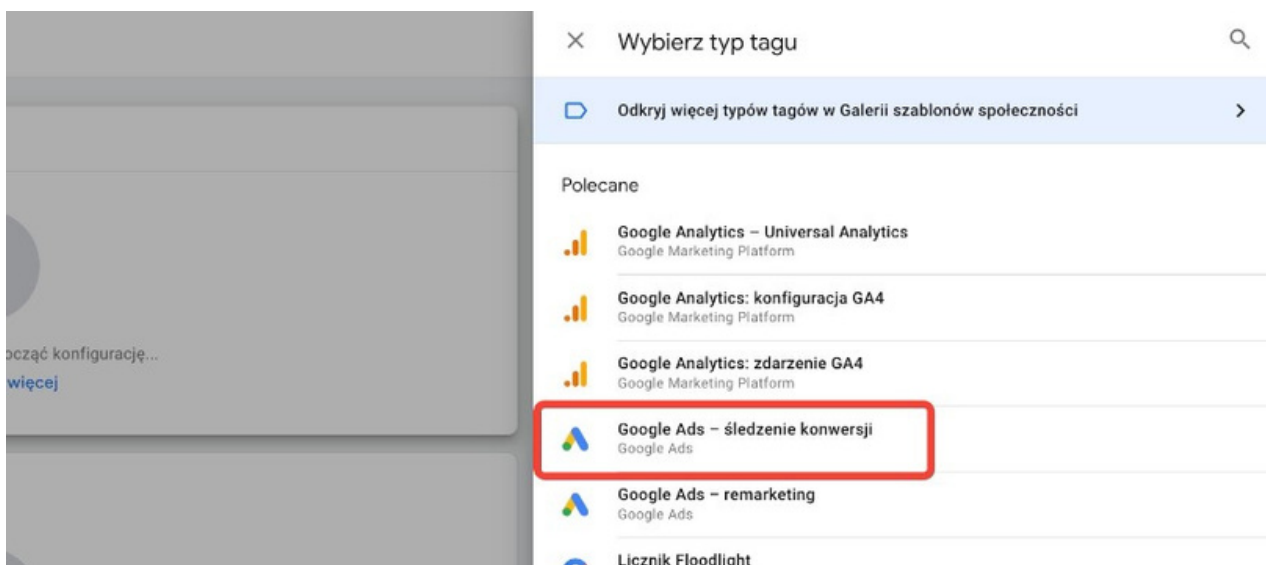 Wybierz typ tagu
Odkryj więcej typów tagów w Galerii szablonów społeczności
Polecane
Google Analytics – Universal Analytics
Google Marketing Platform
Google Analytics: konfiguracja GA4
Google Marketing Platform
Google Analytics: zdarzenie GA4
Google Marketing Platform
Google Ads – śledzenie konwersji
Google Ads
Google Ads – remarketing
Google Ads
Licznik Floodlight
konfigurację...
więcej